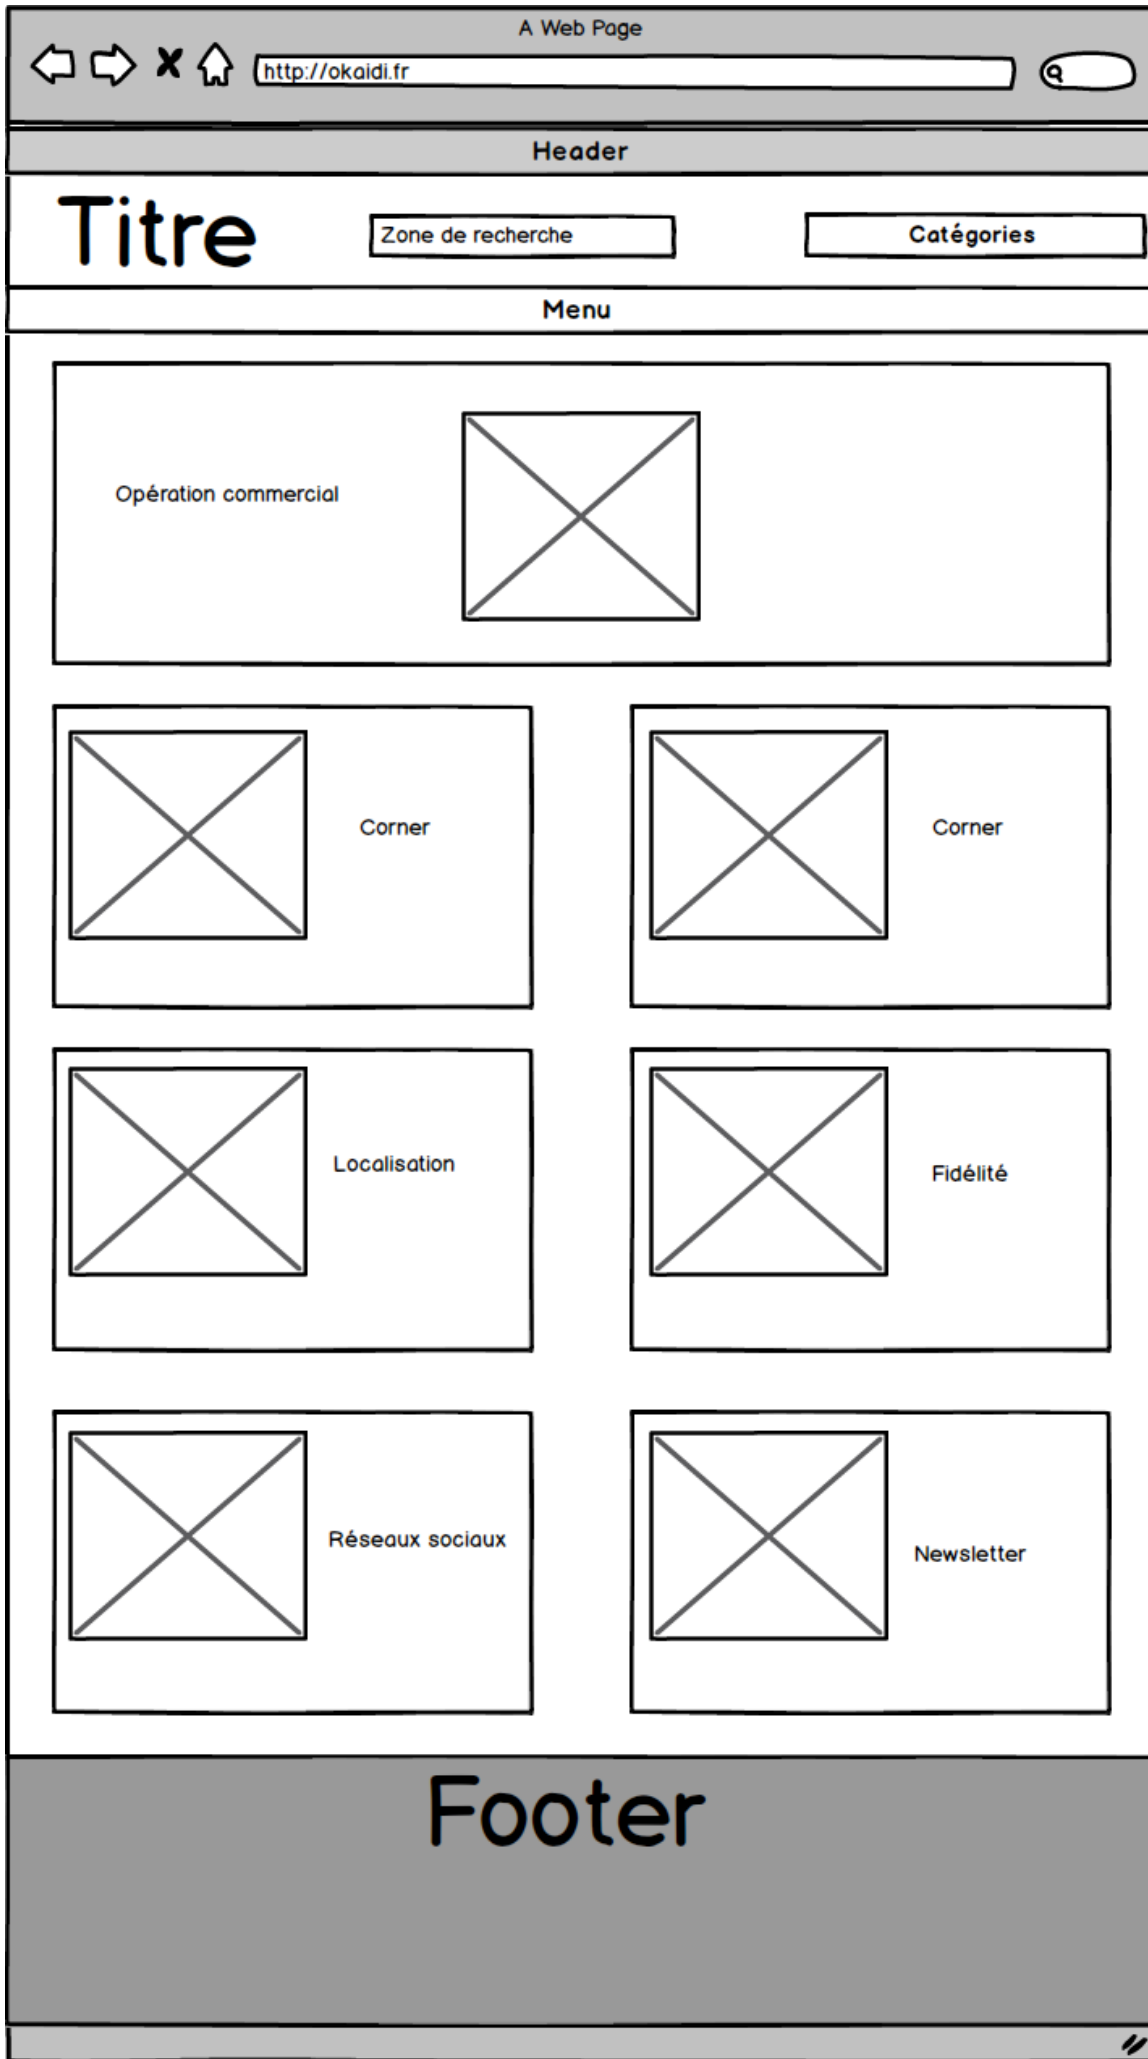 A Web Page
http://okaidi.fr
Header
Titre
Zone de recherche
Catégories
Menu
Opération commercial
Corner
Corner
Localisation
Fidélité
Réseaux sociaux
Newsletter
Footer